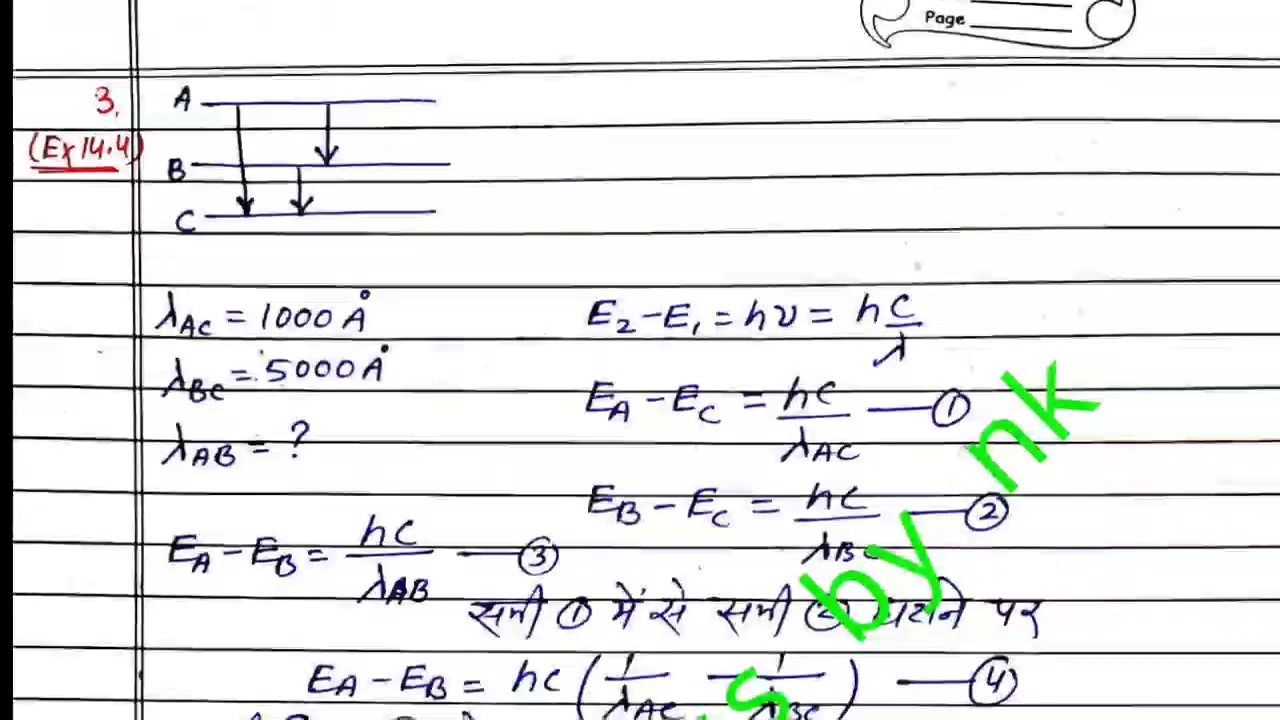 Page
3.
(Ex 14.4)
A
B
C
λAC = 1000 Å
E2 - E1 = hν = hC/λ
λBC = 5000 Å
EA - EC = hC/λAC — ①
λAB = ?
EB - EC = hC/λBC — ②
EA - EB = hC/λAB — ③
समी ① में से समी ② घटाने पर
EA - EB = hC (1/λAC - 1/λBC) — ④
by nk